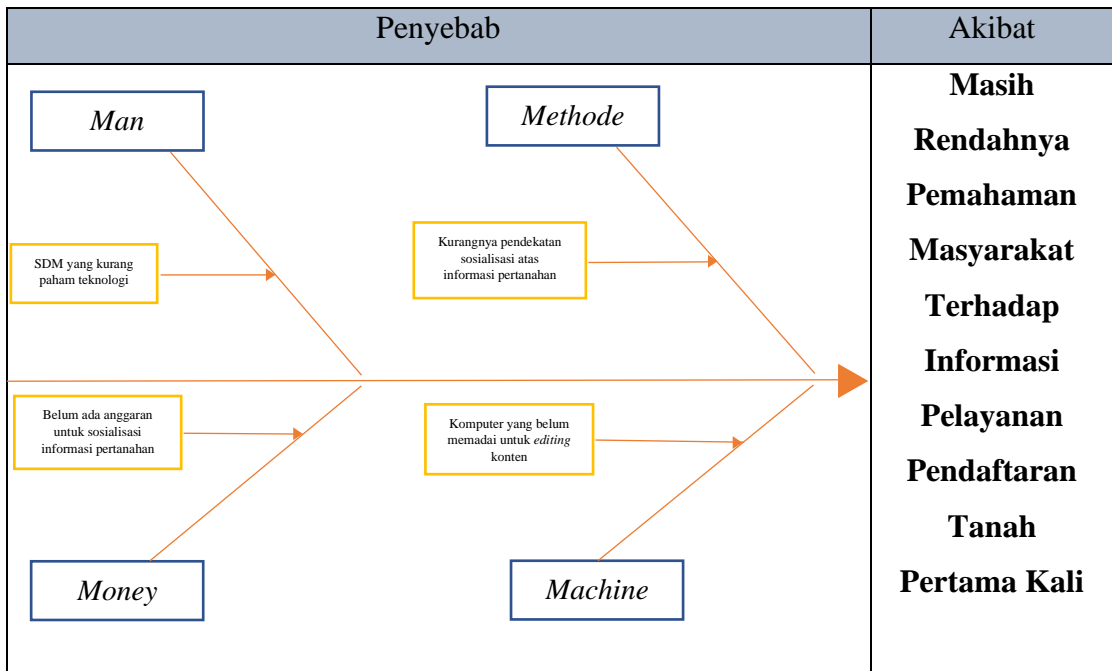 Penyebab
Akibat
Man
Methode
SDM yang kurang
paham teknologi
Kurangnya pendekatan
sosialisasi atas
informasi pertanahan
Belum ada anggaran
untuk sosialisasi
informasi pertanahan
Komputer yang belum
memadai untuk editing
konten
Money
Machine
Masih
Rendahnya
Pemahaman
Masyarakat
Terhadap
Informasi
Pelayanan
Pendaftaran
Tanah
Pertama Kali